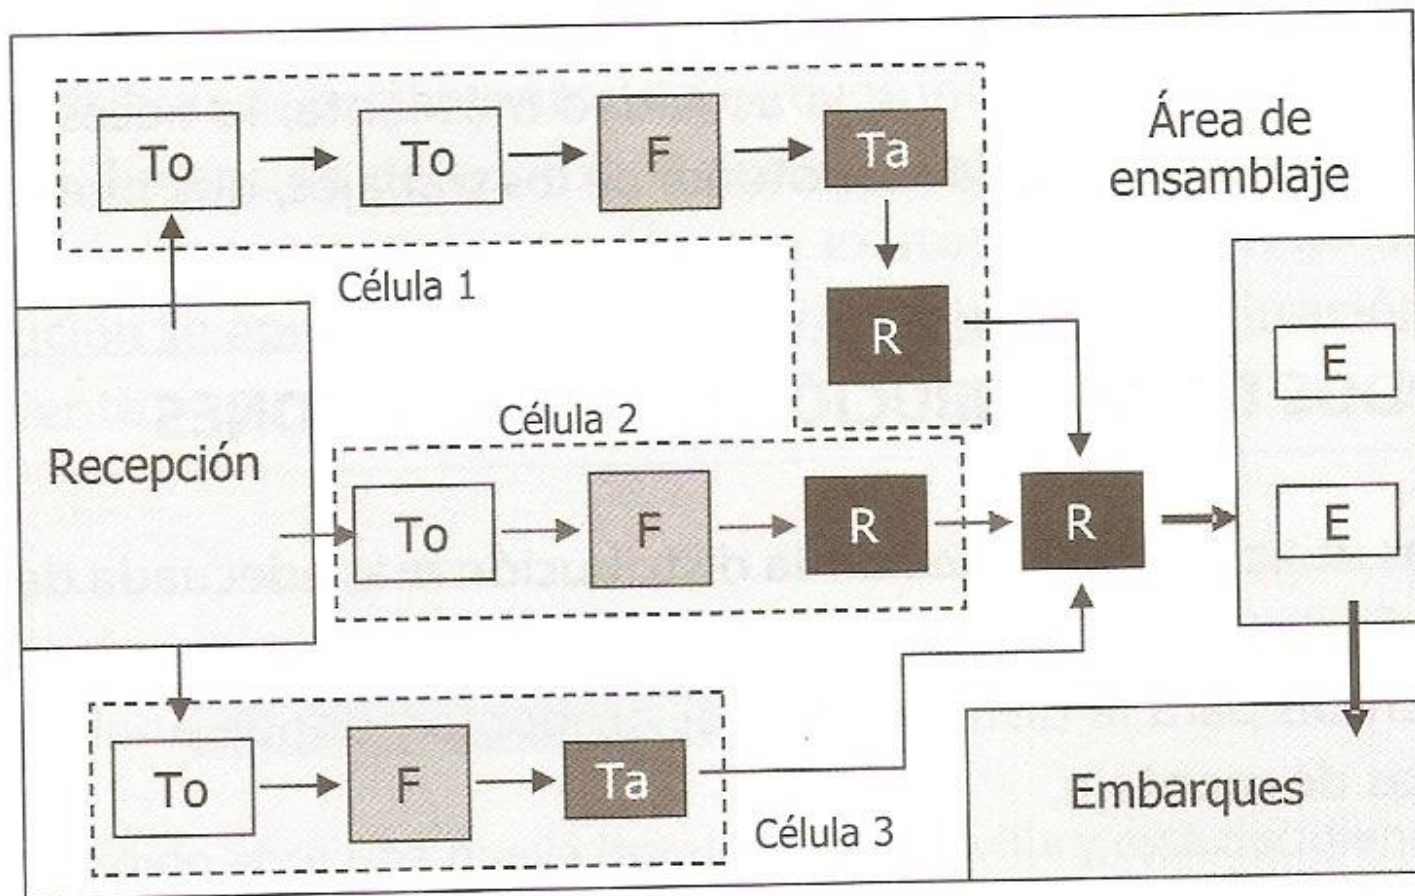 To
To
F
Ta
Área de
ensamblaje
Célula 1
R
E
Célula 2
Recepción
To
F
R
R
E
To
F
Ta
Célula 3
Embarques